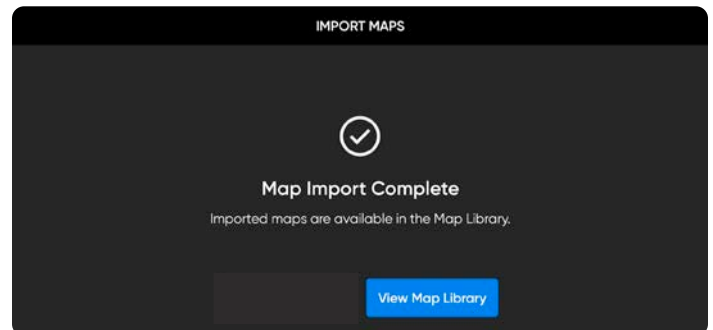 IMPORT MAPS
Map Import Complete
Imported maps are available in the Map Library.
View Map Library